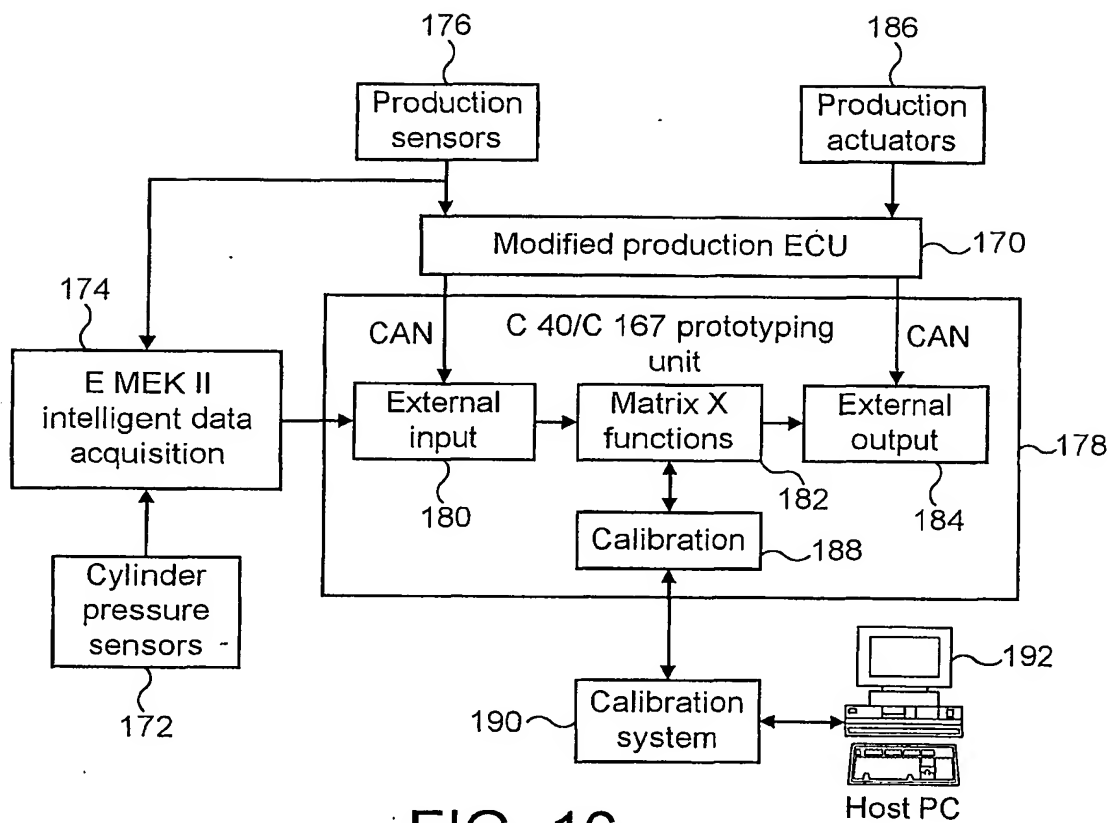 176
186
Production
sensors
Production
actuators
Modified production ECU
170
174
CAN
C 40/C 167 prototyping
unit
CAN
E MEK II
intelligent data
acquisition
External
input
Matrix X
functions
External
output
178
180
182
184
Calibration
188
Cylinder
pressure
sensors
172
190
Calibration
system
192
Host PC